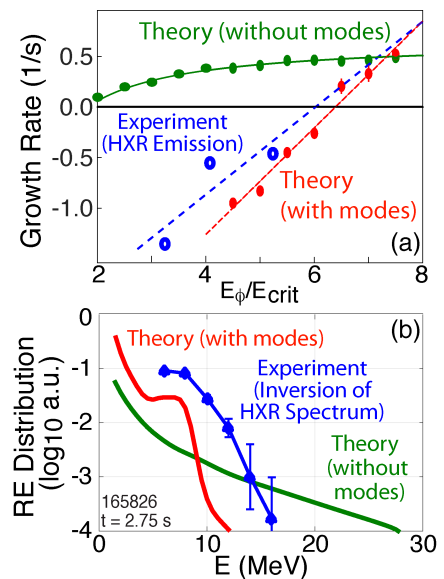 Theory (without modes)
Growth Rate (1/s)
0.5
0.0
-0.5
-1.0
Experiment
(HXR Emission)
Theory
(with modes)
(a)
2 4 6 8
Eϕ/Ecrit
RE Distribution
(log10 a.u.)
0
-1
-2
-3
-4
Theory (with modes)
(b)
Experiment
(Inversion of
HXR Spectrum)
Theory
(without
modes)
165826
t = 2.75 s
0 10 20 30
E (MeV)